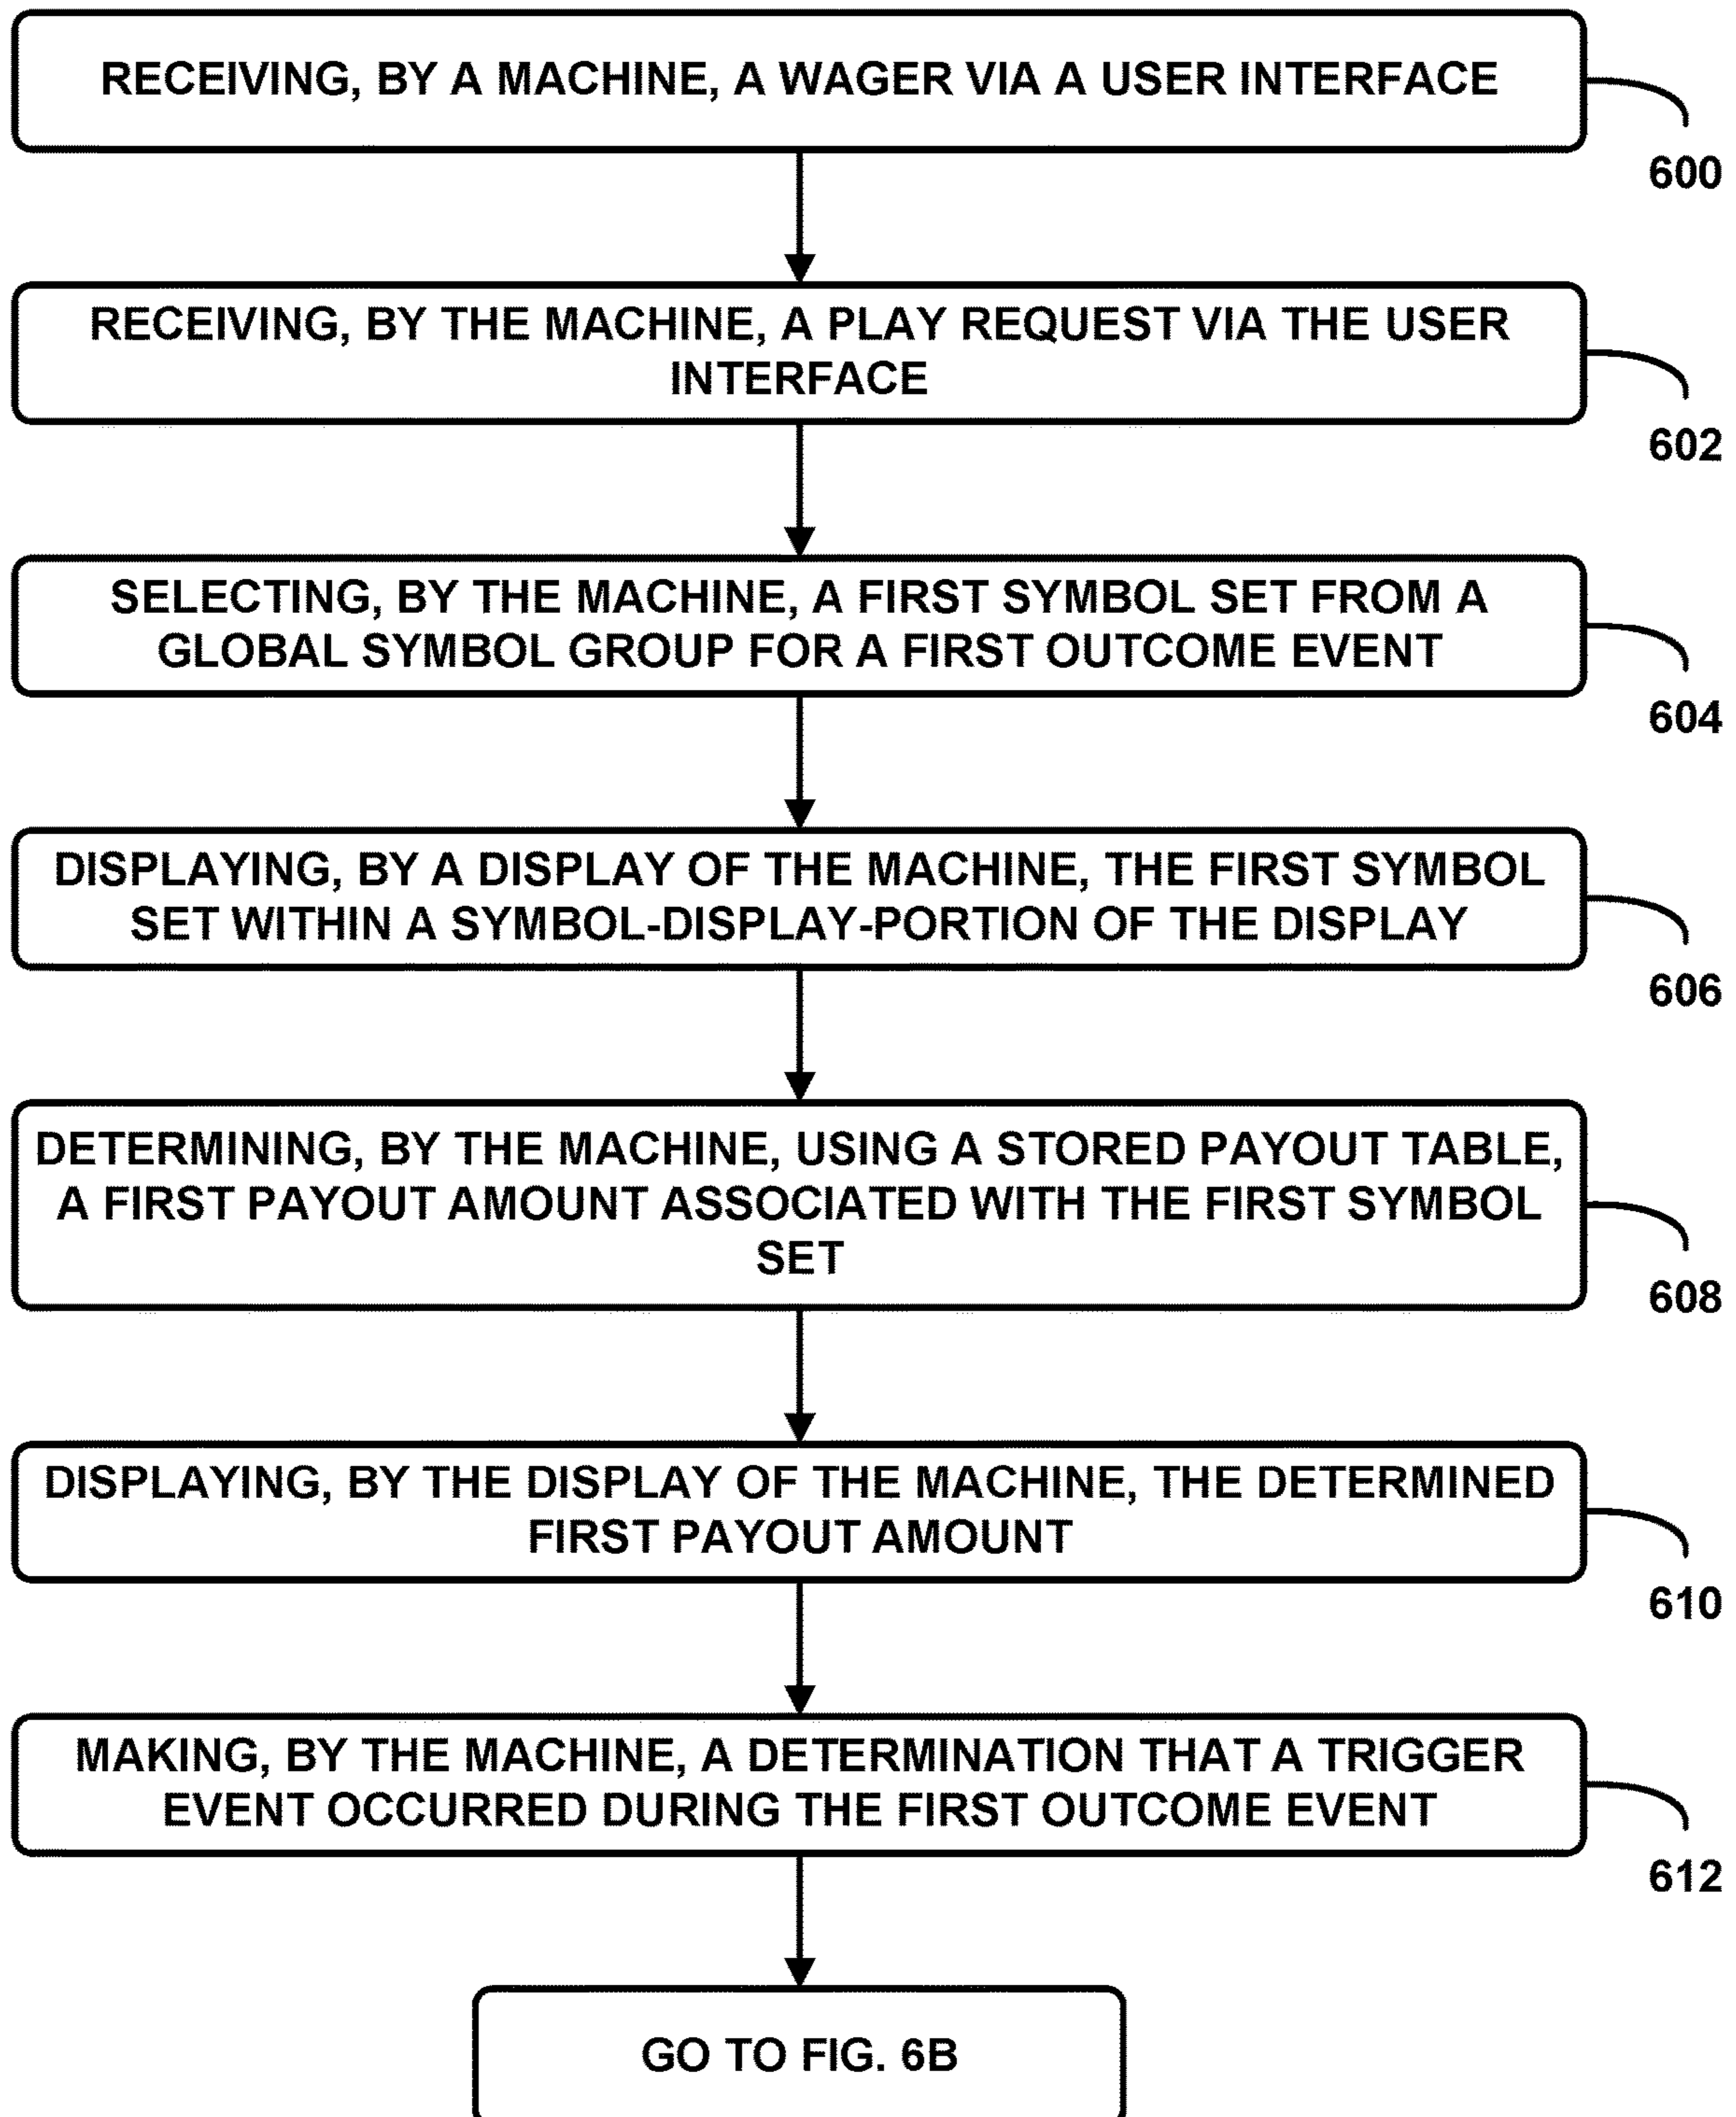 RECEIVING, BY A MACHINE, A WAGER VIA A USER INTERFACE
600
RECEIVING, BY THE MACHINE, A PLAY REQUEST VIA THE USER
INTERFACE
602
SELECTING, BY THE MACHINE, A FIRST SYMBOL SET FROM A
GLOBAL SYMBOL GROUP FOR A FIRST OUTCOME EVENT
604
DISPLAYING, BY A DISPLAY OF THE MACHINE, THE FIRST SYMBOL
SET WITHIN A SYMBOL-DISPLAY-PORTION OF THE DISPLAY
606
DETERMINING, BY THE MACHINE, USING A STORED PAYOUT TABLE,
A FIRST PAYOUT AMOUNT ASSOCIATED WITH THE FIRST SYMBOL
SET
608
DISPLAYING, BY THE DISPLAY OF THE MACHINE, THE DETERMINED
FIRST PAYOUT AMOUNT
610
MAKING, BY THE MACHINE, A DETERMINATION THAT A TRIGGER
EVENT OCCURRED DURING THE FIRST OUTCOME EVENT
612
GO TO FIG. 6B